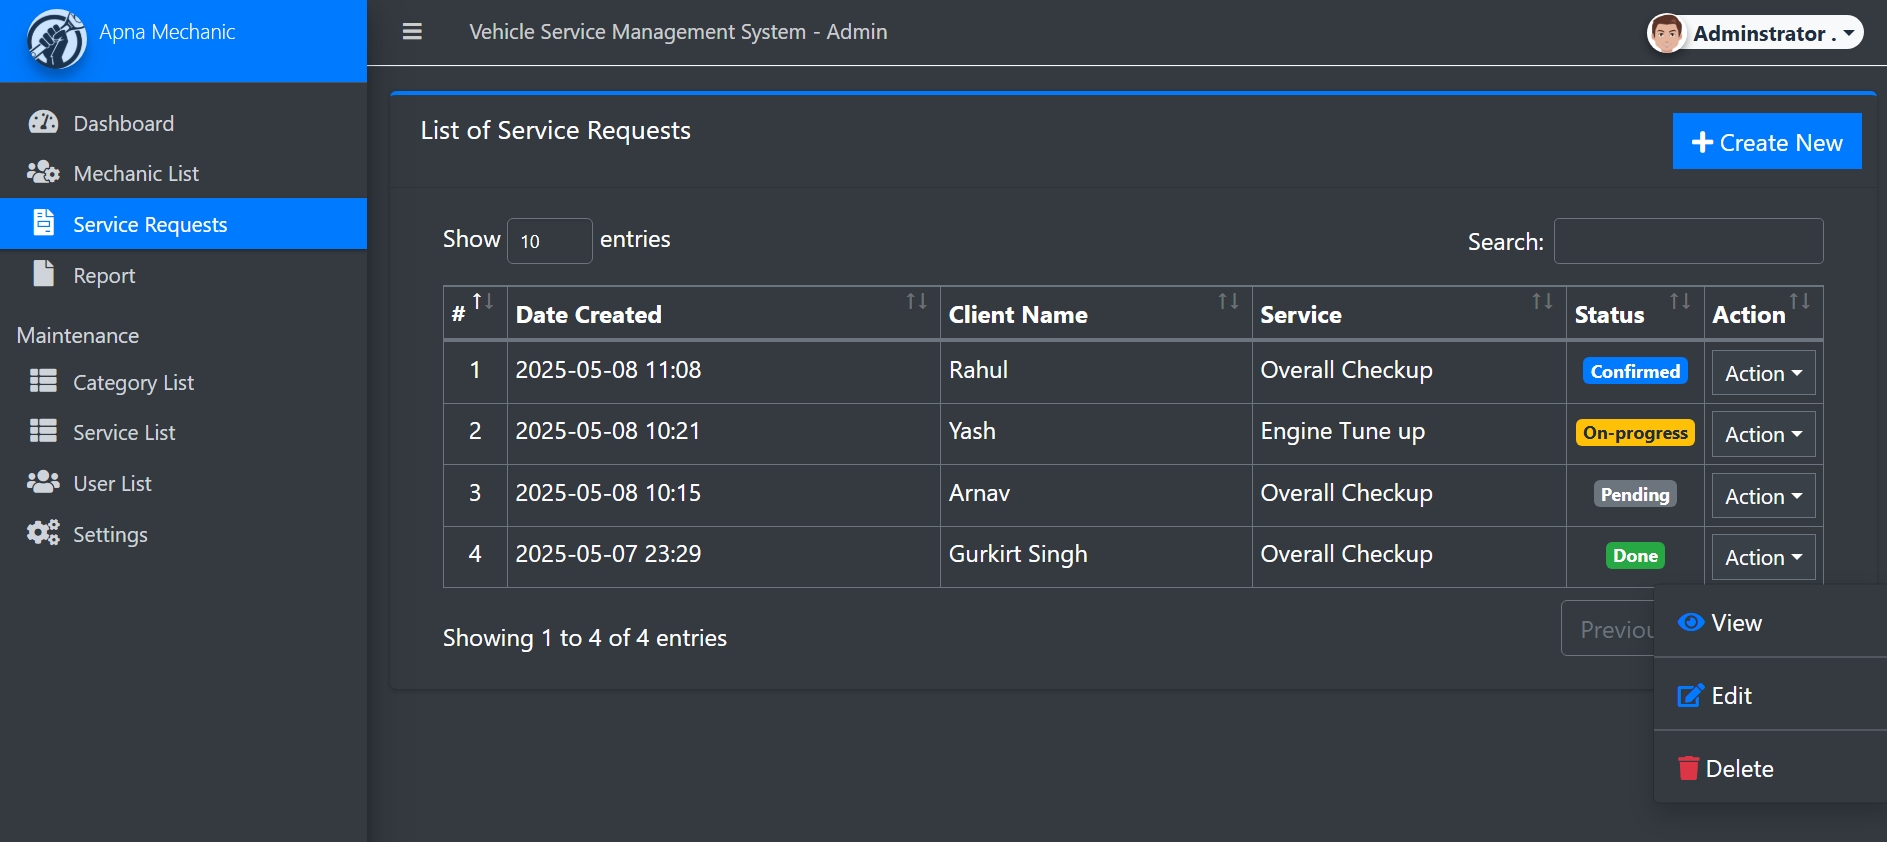 Apna Mechanic
Vehicle Service Management System - Admin
Adminstrator .
Dashboard
Mechanic List
Service Requests
Report
Maintenance
Category List
Service List
User List
Settings
List of Service Requests
Create New
Show 10 entries
Search:
# Date Created Client Name Service Status Action
1 2025-05-08 11:08 Rahul Overall Checkup Confirmed Action
2 2025-05-08 10:21 Yash Engine Tune up On-progress Action
3 2025-05-08 10:15 Arnav Overall Checkup Pending Action
4 2025-05-07 23:29 Gurkirt Singh Overall Checkup Done Action
Showing 1 to 4 of 4 entries
View
Edit
Delete